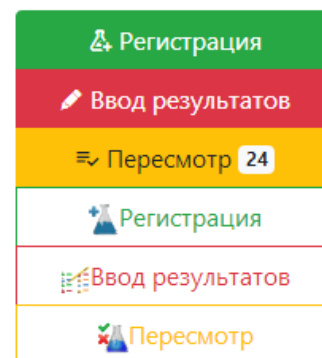 Регистрация
Ввод результатов
Пересмотр 24
Регистрация
Ввод результатов
Пересмотр